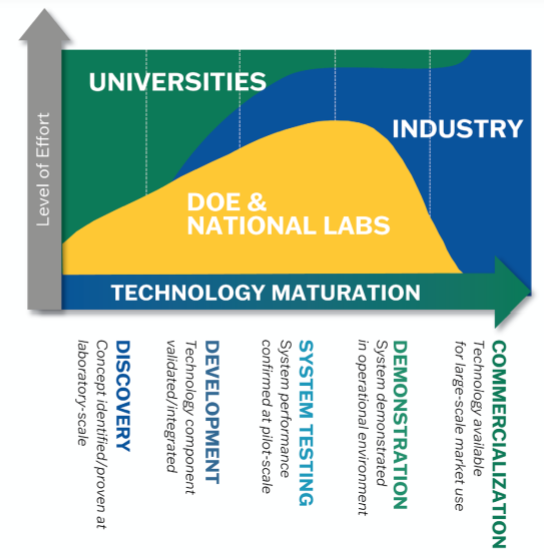 Level of Effort
UNIVERSITIES
INDUSTRY
DOE &
NATIONAL LABS
TECHNOLOGY MATURATION
DISCOVERY
Concept identified/proven at
laboratory-scale
DEVELOPMENT
Technology component
validated/integrated
SYSTEM TESTING
System performance
confirmed at pilot-scale
DEMONSTRATION
System demonstrated
in operational environment
COMMERCIALIZATION
Technology available
for large-scale market use